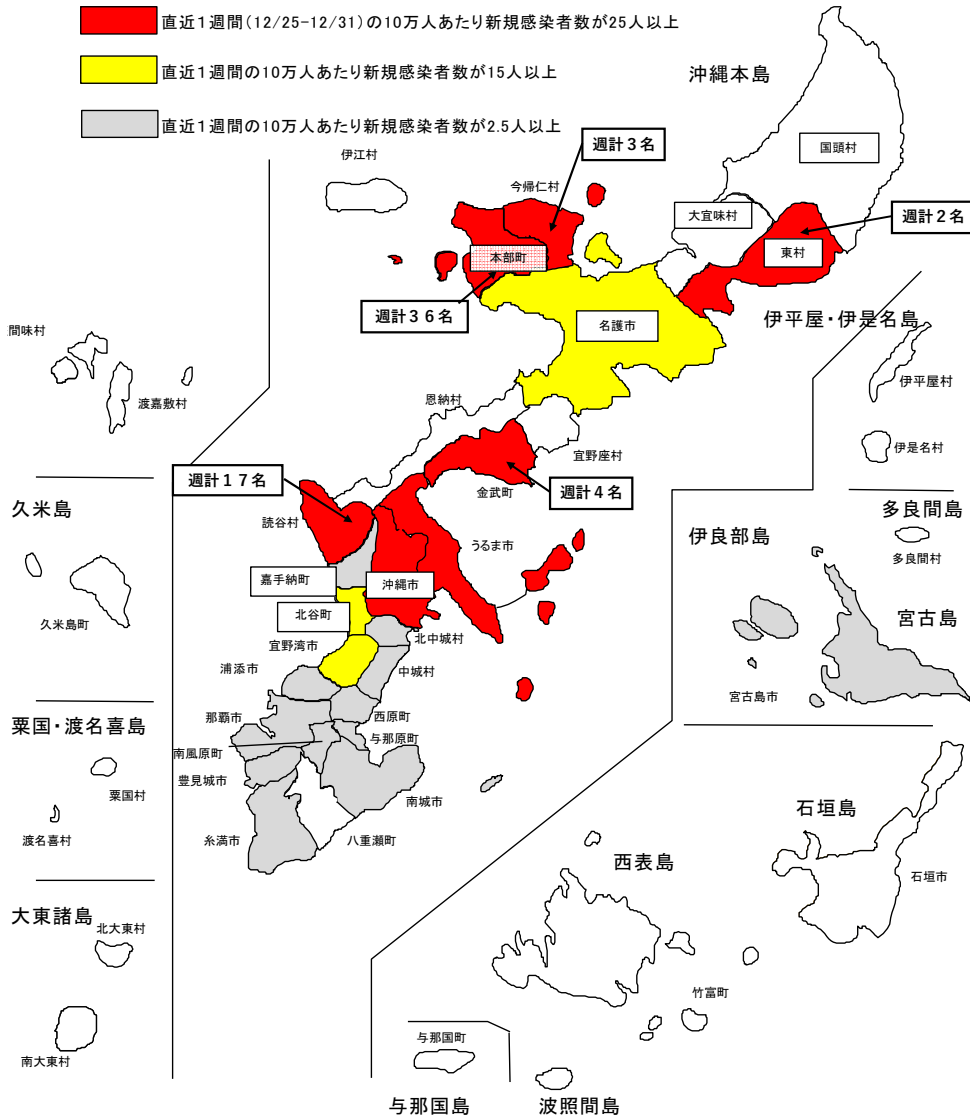 直近１週間(12/25-12/31)の10万人あたり新規感染者数が25人以上
直近１週間の10万人あたり新規感染者数が15人以上
直近１週間の10万人あたり新規感染者数が2.5人以上
沖縄本島
伊江村
週計３名
今帰仁村
国頭村
大宜味村
週計２名
東村
本部町
週計３６名
名護市
伊平屋・伊是名島
間味村
渡嘉敷村
伊平屋村
恩納村
伊是名村
宜野座村
週計１７名
金武町
週計４名
久米島
読谷村
うるま市
伊良部島
多良間島
多良間村
嘉手納町
沖縄市
久米島町
北谷町
宮古島
宜野湾市
北中城村
浦添市
中城村
宮古島市
那覇市
西原町
粟国・渡名喜島
与那原町
南風原町
粟国村
豊見城市
南城市
渡名喜村
糸満市
八重瀬町
石垣島
西表島
石垣市
大東諸島
北大東村
竹富町
与那国町
南大東村
与那国島
波照間島